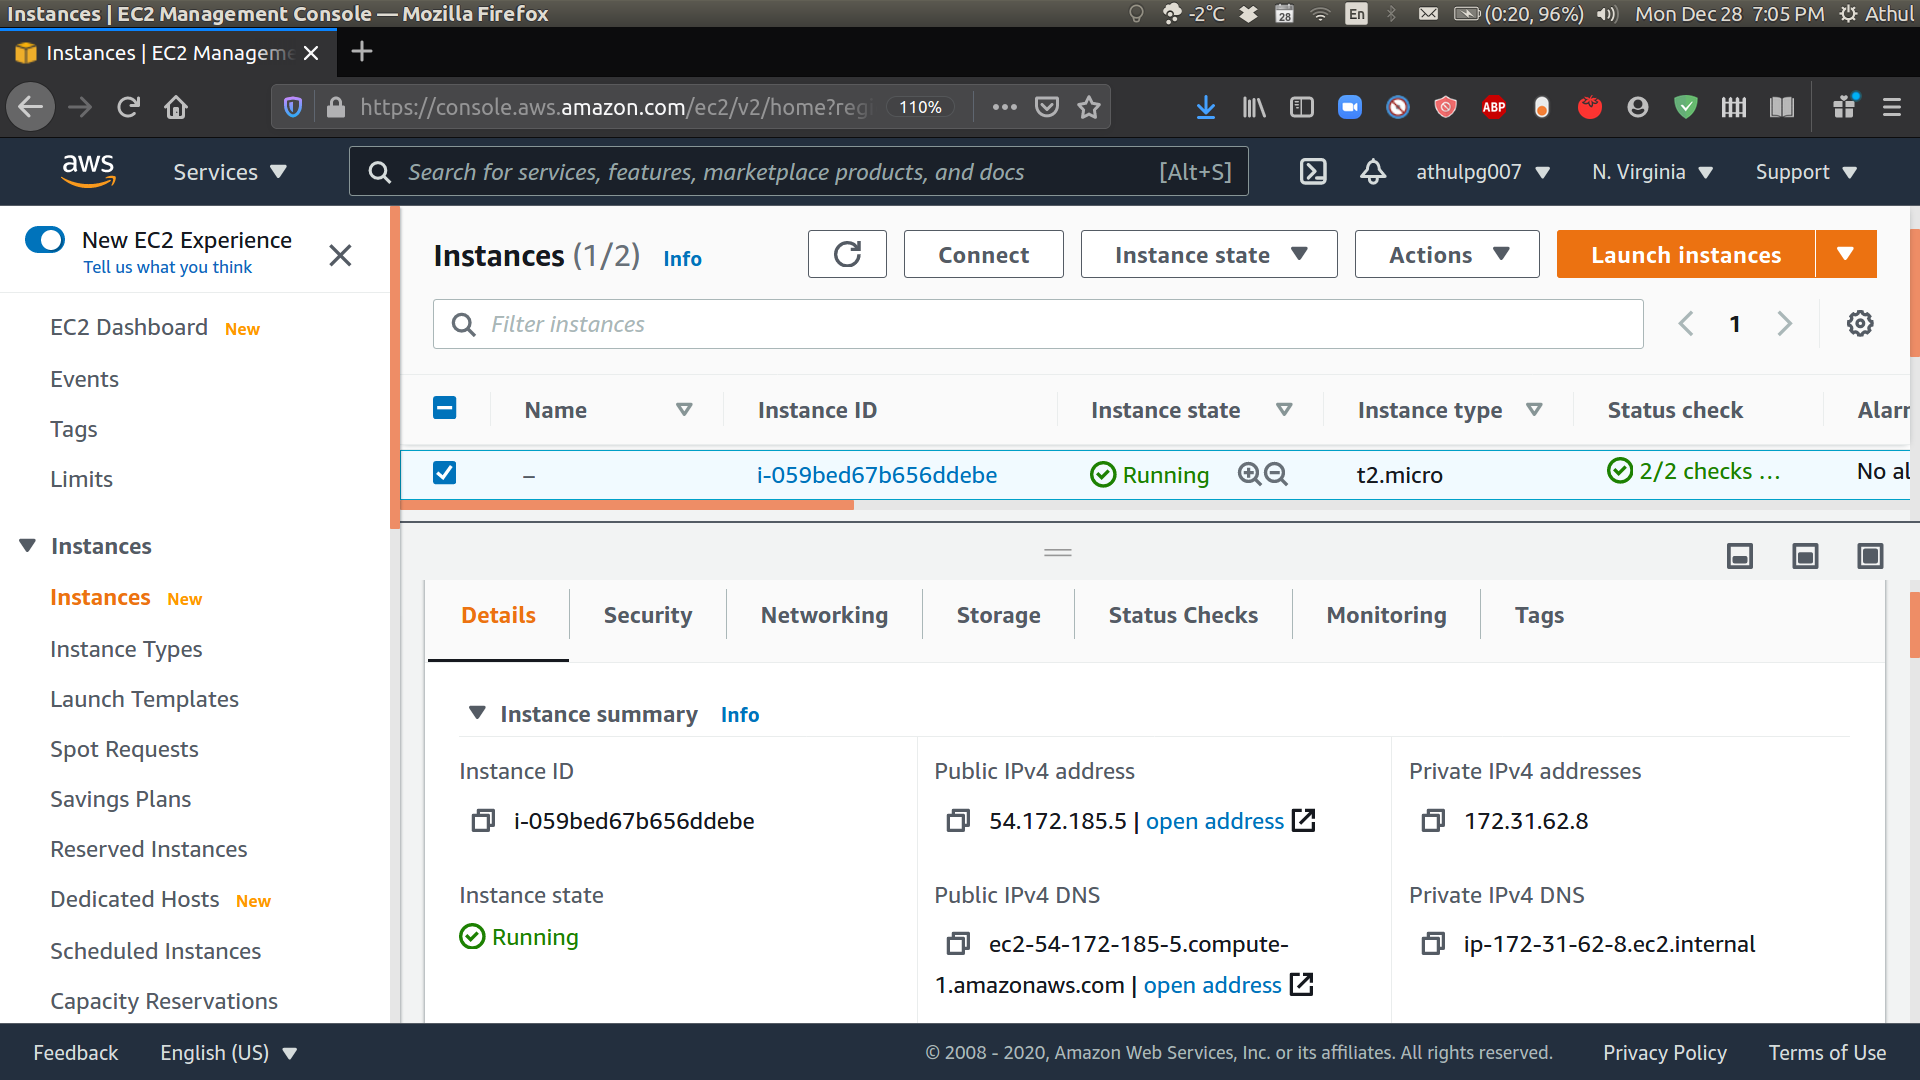 Instances | EC2 Management Console — Mozilla Firefox
-2°C
28
En
(0:20, 96%)
Mon Dec 28 7:05 PM
Athul
Instances | EC2 Manageme
https://console.aws.amazon.com/ec2/v2/home?regi
110%
ABP
aws
Services
Search for services, features, marketplace products, and docs
[Alt+S]
athulpg007
N. Virginia
Support
New EC2 Experience
Tell us what you think
EC2 Dashboard New
Events
Tags
Limits
Instances
Instances New
Instance Types
Launch Templates
Spot Requests
Savings Plans
Reserved Instances
Dedicated Hosts New
Scheduled Instances
Capacity Reservations
Instances (1/2) Info
Connect
Instance state
Actions
Launch instances
Filter instances
1
Name
Instance ID
Instance state
Instance type
Status check
Alarr
–
i-059bed67b656ddebe
Running
t2.micro
2/2 checks ...
No al
Details
Security
Networking
Storage
Status Checks
Monitoring
Tags
Instance summary Info
Instance ID
i-059bed67b656ddebe
Public IPv4 address
54.172.185.5 | open address
Private IPv4 addresses
172.31.62.8
Instance state
Running
Public IPv4 DNS
ec2-54-172-185-5.compute-
1.amazonaws.com | open address
Private IPv4 DNS
ip-172-31-62-8.ec2.internal
Feedback
English (US)
© 2008 - 2020, Amazon Web Services, Inc. or its affiliates. All rights reserved.
Privacy Policy
Terms of Use